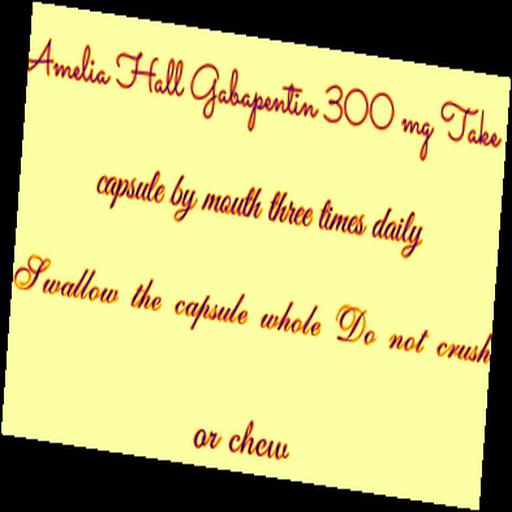 Amelia Hall Gabapentin 300 mg Take
capsule by mouth three times daily
Swallow the capsule whole Do not crush
or chew